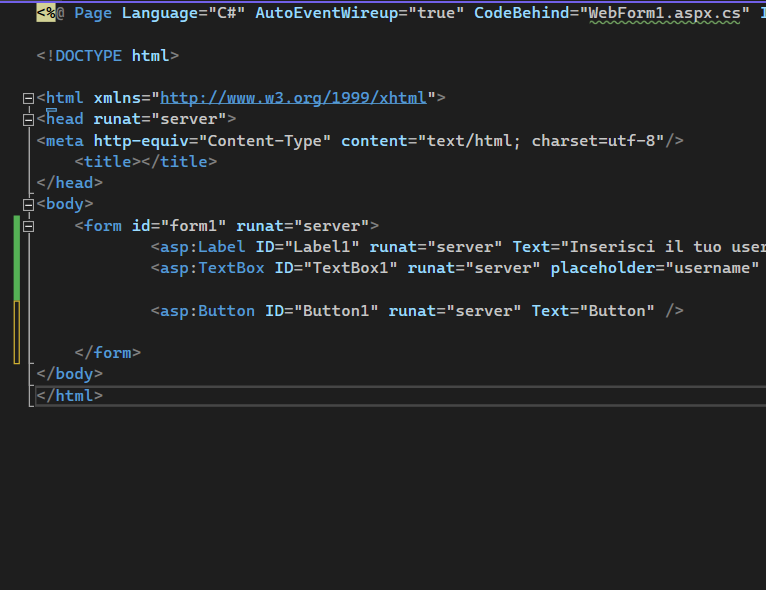 <%@ Page Language="C#" AutoEventWireup="true" CodeBehind="WebForm1.aspx.cs"
<!DOCTYPE html>
<html xmlns="http://www.w3.org/1999/xhtml">
<head runat="server">
<meta http-equiv="Content-Type" content="text/html; charset=utf-8"/>
<title></title>
</head>
<body>
<form id="form1" runat="server">
<asp:Label ID="Label1" runat="server" Text="Inserisci il tuo user
<asp:TextBox ID="TextBox1" runat="server" placeholder="username"
<asp:Button ID="Button1" runat="server" Text="Button" />
</form>
</body>
</html>